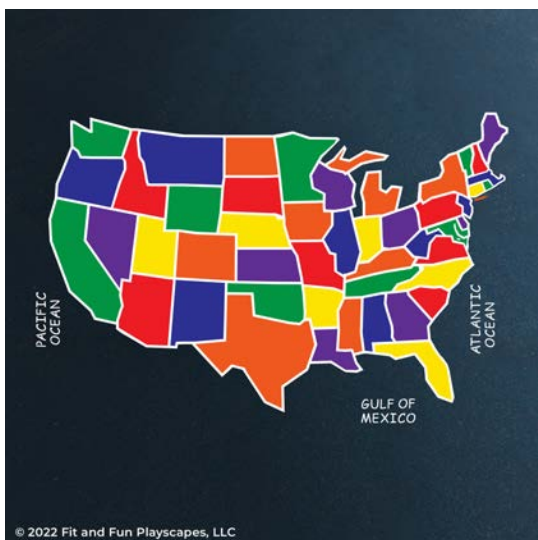 PACIFIC
OCEAN
ATLANTIC
OCEAN
GULF OF
MEXICO
© 2022 Fit and Fun Playscapes, LLC